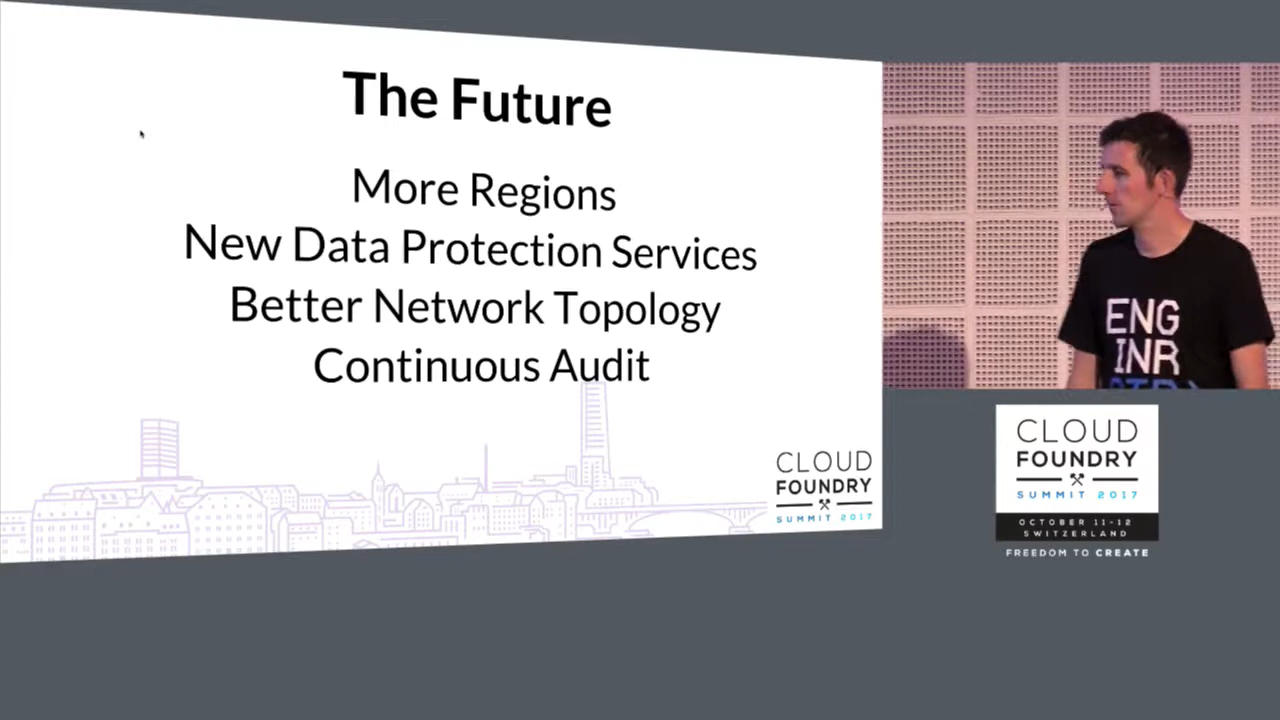 The Future
More Regions
New Data Protection Services
Better Network Topology
Continuous Audit
CLOUD
FOUNDRY
SUMMIT 2017
ENG
INR
CLOUD
FOUNDRY
SUMMIT 2017
OCTOBER 11-12
SWITZERLAND
FREEDOM TO CREATE